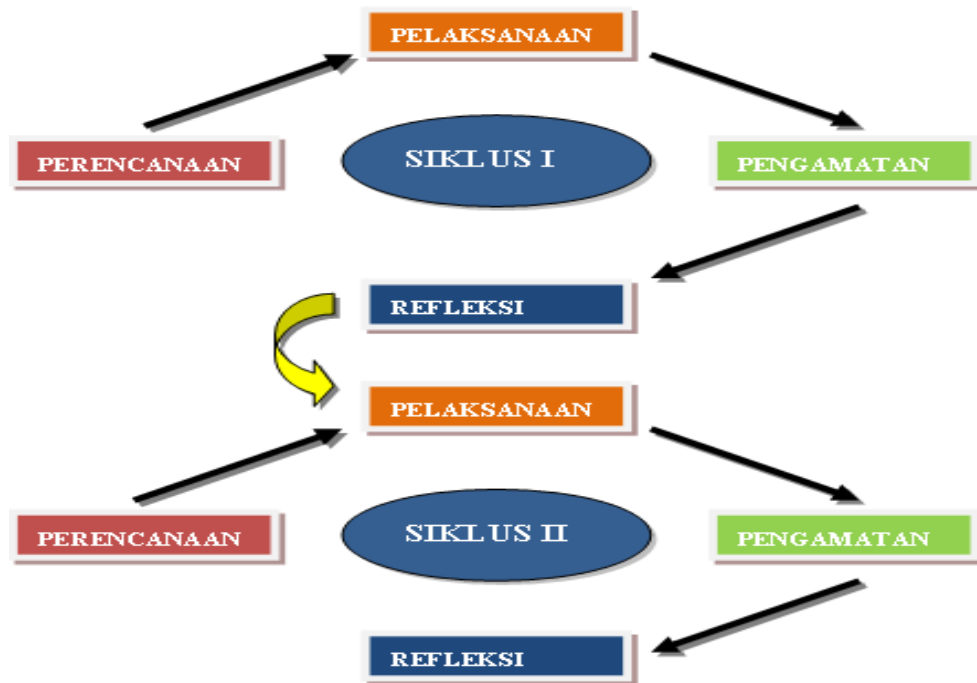 PELAKSANAAN
PERENCANAAN
SIKLUS I
PENGAMATAN
REFLEKSI
PELAKSANAAN
PERENCANAAN
SIKLUS II
PENGAMATAN
REFLEKSI